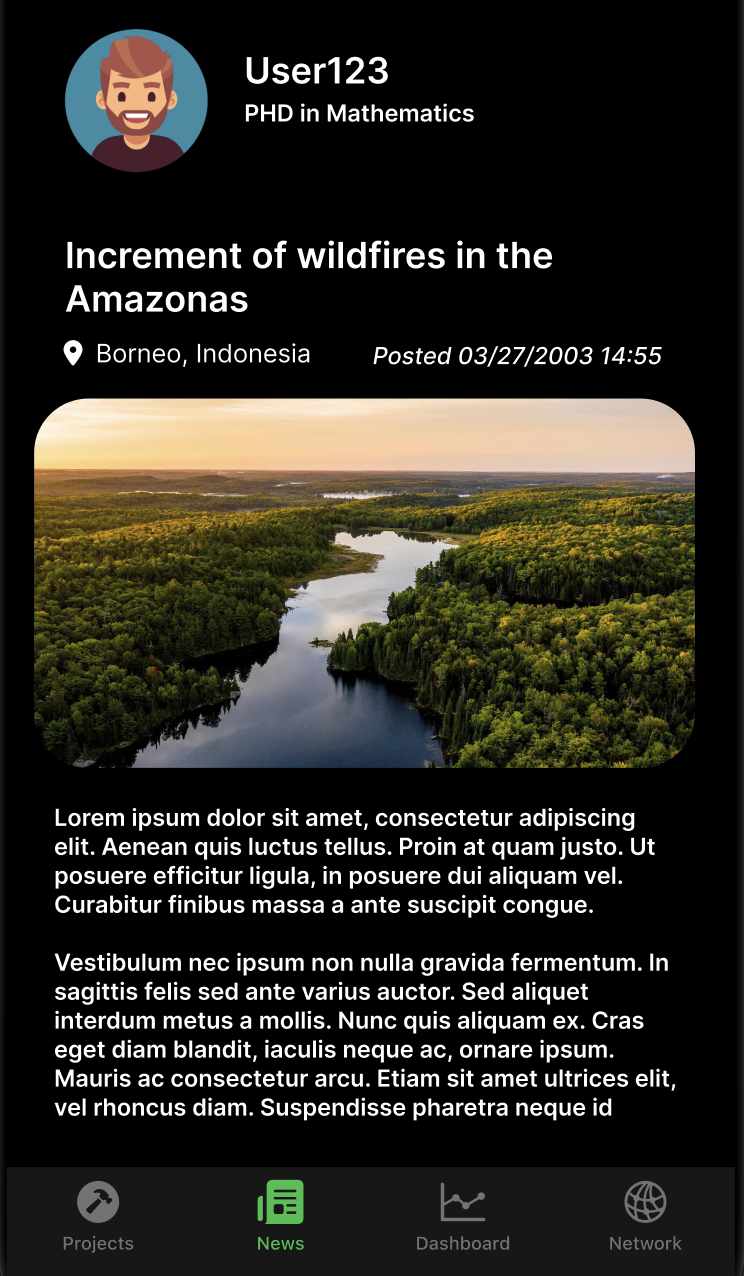 User123
PHD in Mathematics
Increment of wildfires in the
Amazonas
Borneo, Indonesia
Posted 03/27/2003 14:55
Lorem ipsum dolor sit amet, consectetur adipiscing
elit. Aenean quis luctus tellus. Proin at quam justo. Ut
posuere efficitur ligula, in posuere dui aliquam vel.
Curabitur finibus massa a ante suscipit congue.
Vestibulum nec ipsum non nulla gravida fermentum. In
sagittis felis sed ante varius auctor. Sed aliquet
interdum metus a mollis. Nunc quis aliquam ex. Cras
eget diam blandit, iaculis neque ac, ornare ipsum.
Mauris ac consectetur arcu. Etiam sit amet ultrices elit,
vel rhoncus diam. Suspendisse pharetra neque id
Projects
News
Dashboard
Network